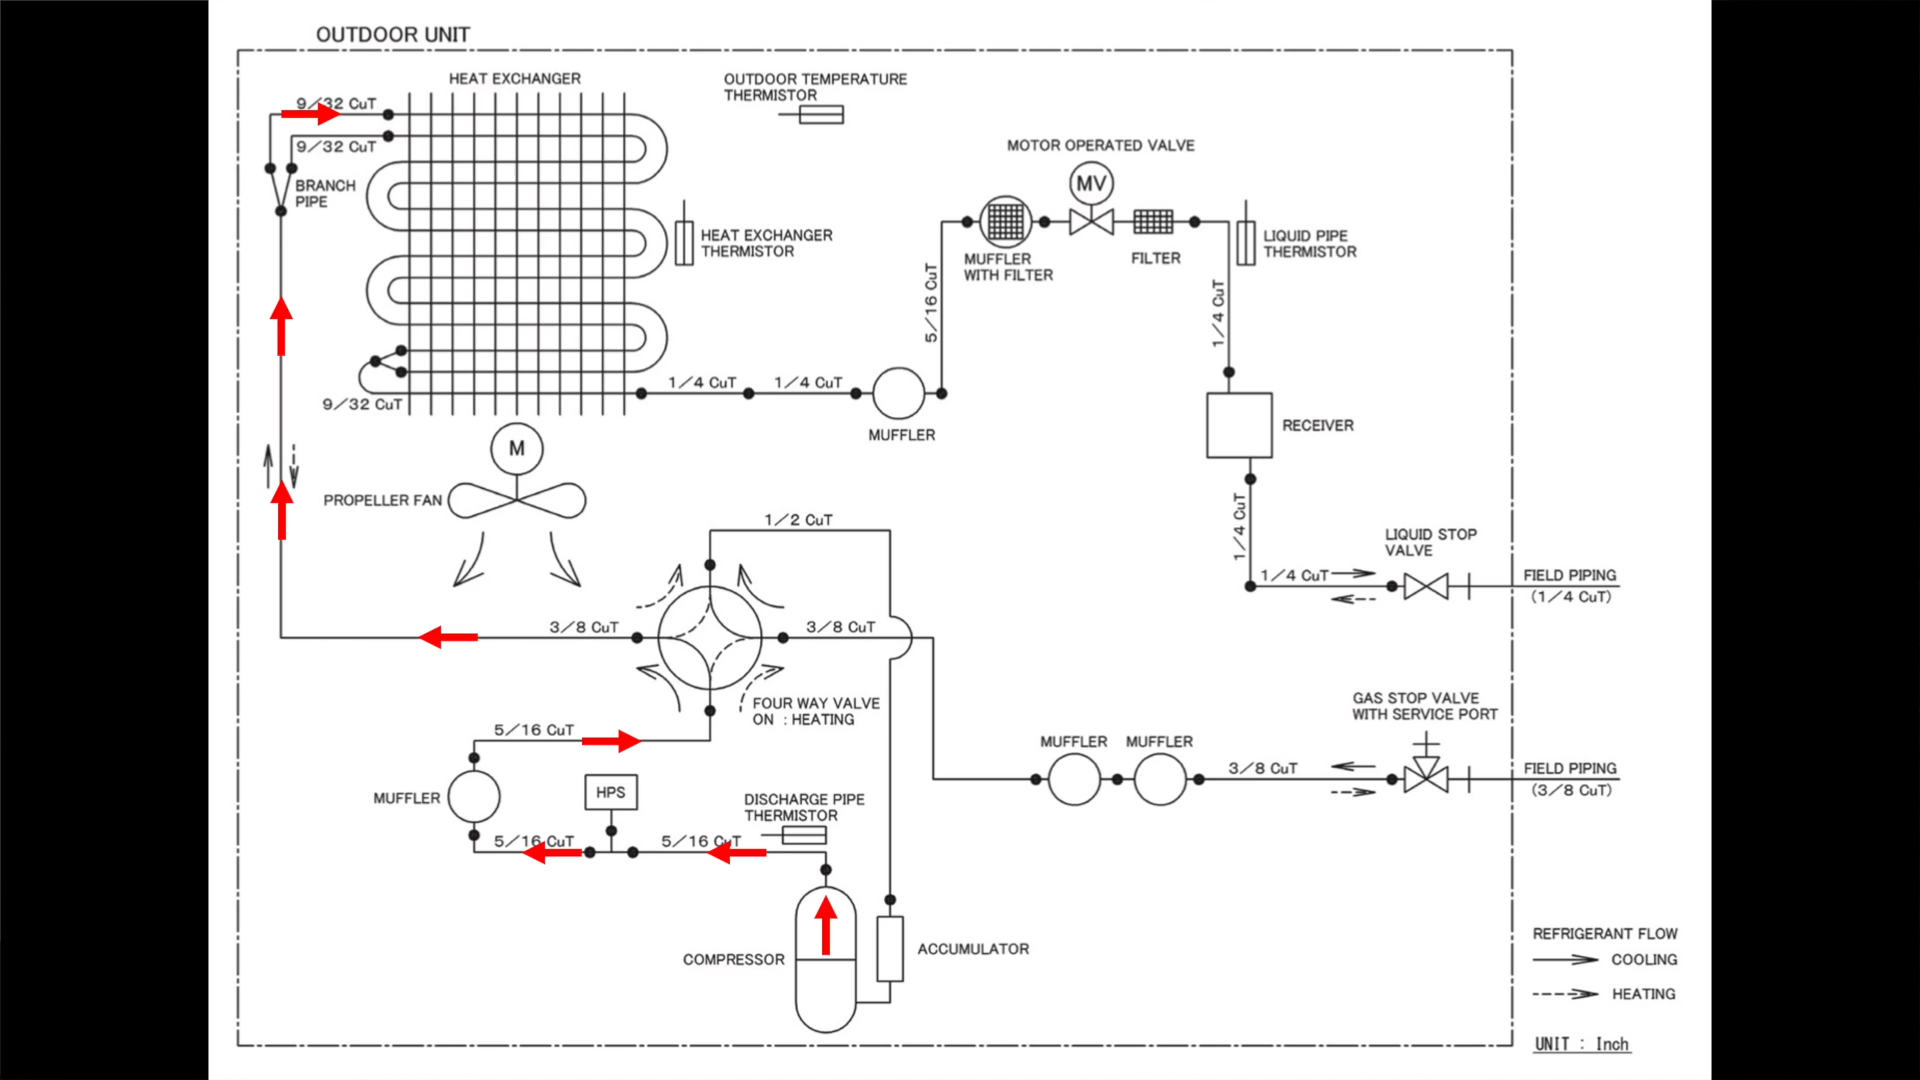 OUTDOOR UNIT
HEAT EXCHANGER
OUTDOOR TEMPERATURE
THERMISTOR
9/32 CuT
9/32 CuT
BRANCH
PIPE
MOTOR OPERATED VALVE
MV
HEAT EXCHANGER
THERMISTOR
MUFFLER
WITH FILTER
FILTER
LIQUID PIPE
THERMISTOR
5/16 CuT
1/4 CuT
9/32 CuT
1/4 CuT
1/4 CuT
MUFFLER
RECEIVER
M
PROPELLER FAN
1/2 CuT
1/4 CuT
LIQUID STOP
VALVE
1/4 CuT
FIELD PIPING
(1/4 CuT)
3/8 CuT
3/8 CuT
FOUR WAY VALVE
ON : HEATING
GAS STOP VALVE
WITH SERVICE PORT
5/16 CuT
MUFFLER
MUFFLER
3/8 CuT
FIELD PIPING
(3/8 CuT)
MUFFLER
HPS
DISCHARGE PIPE
THERMISTOR
5/16 CuT
5/16 CuT
COMPRESSOR
ACCUMULATOR
REFRIGERANT FLOW
COOLING
HEATING
UNIT : Inch